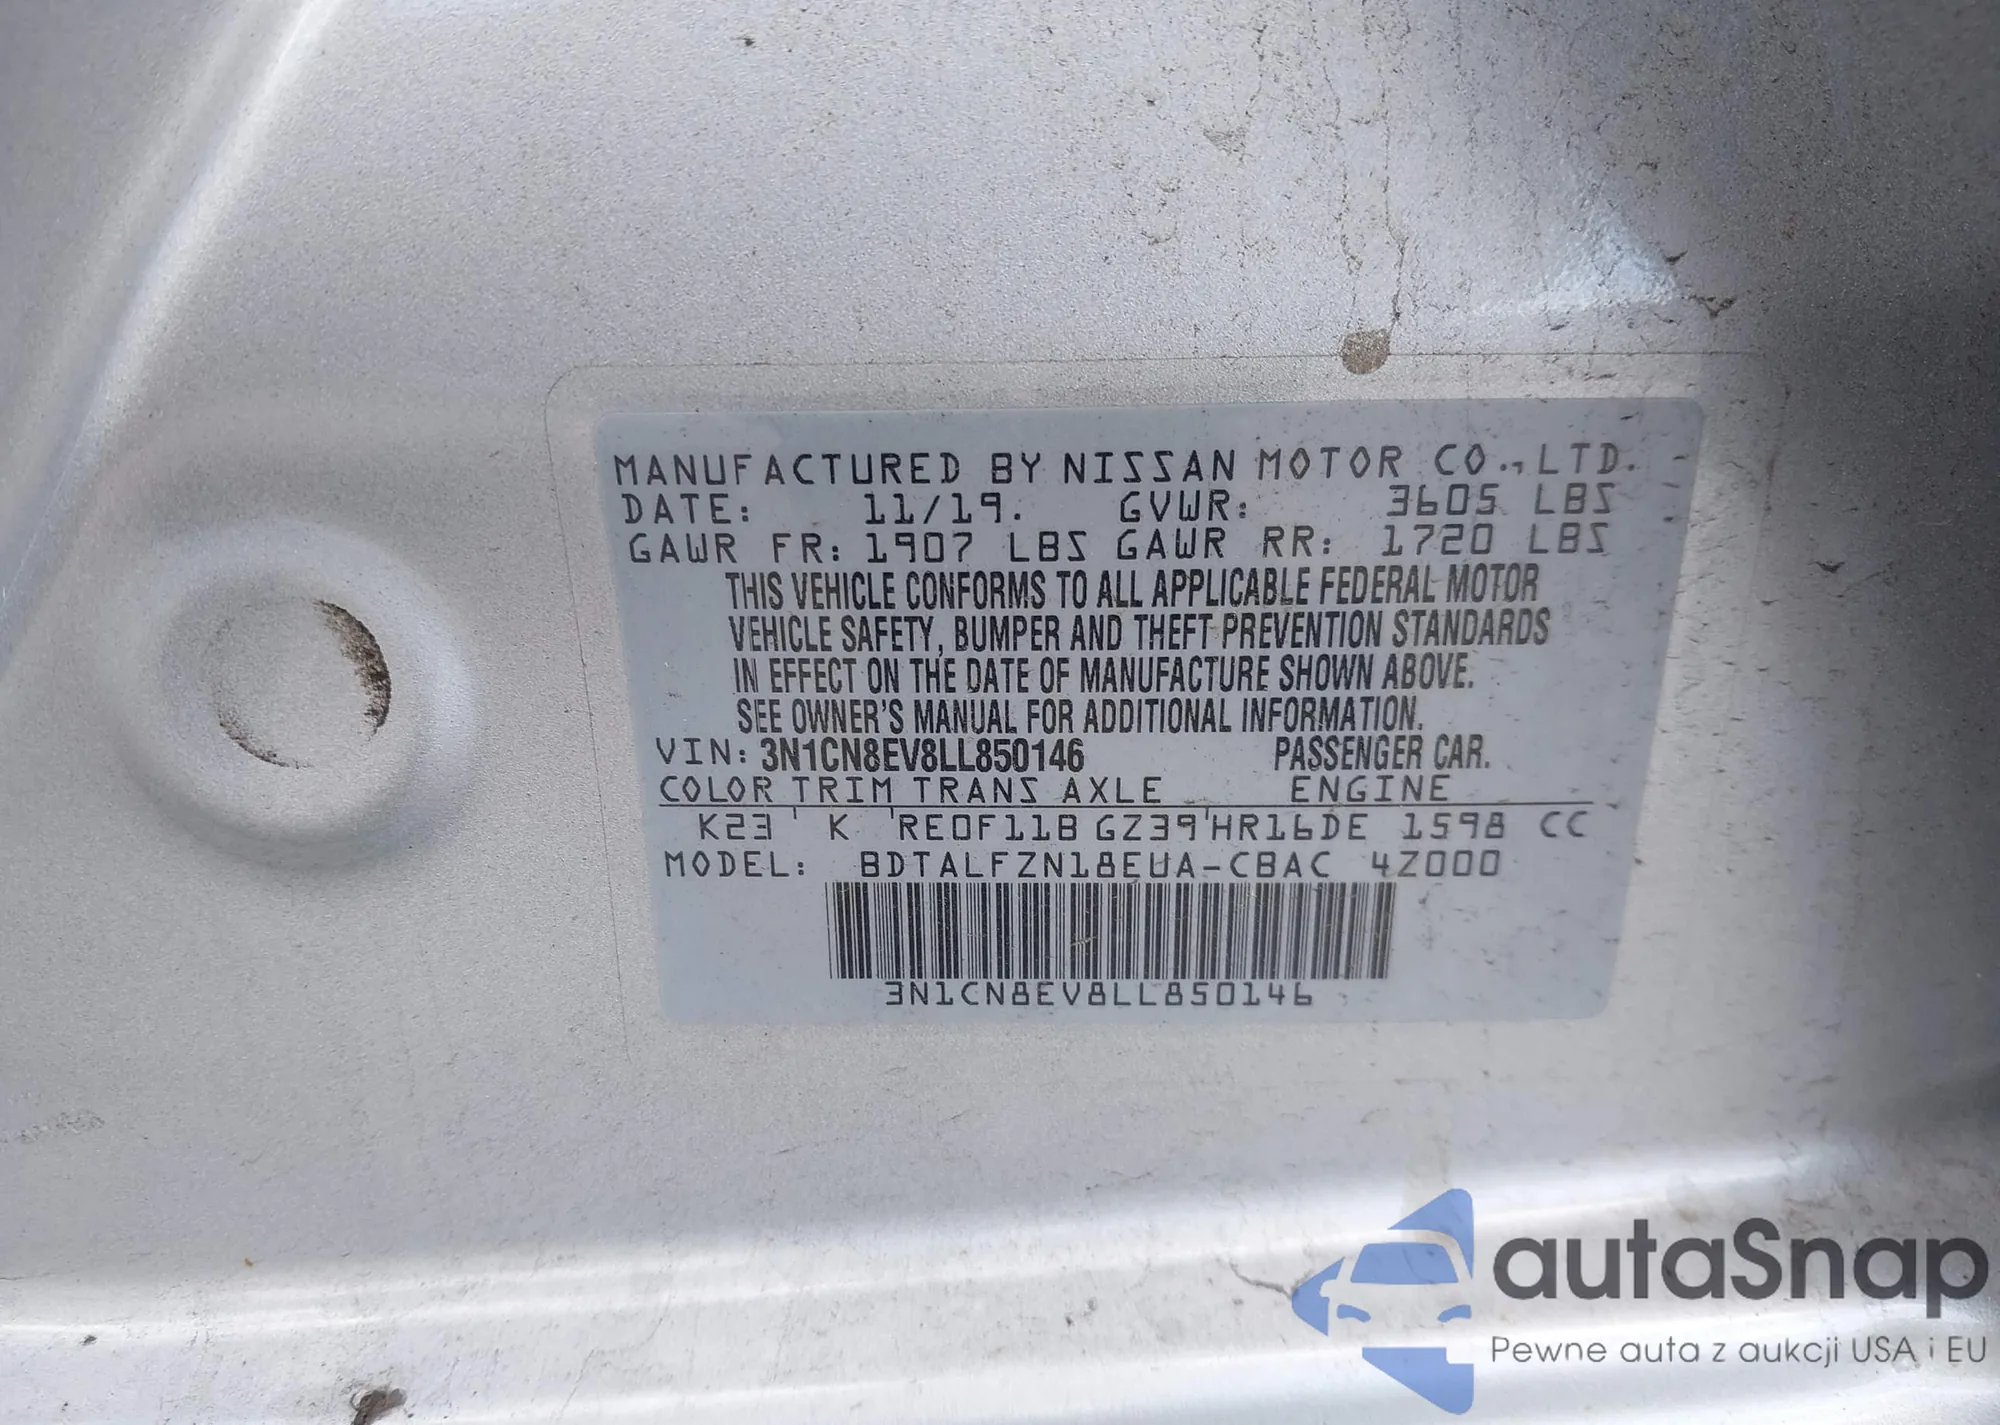 MANUFACTURED BY NISSAN MOTOR CO.,LTD.
DATE: 11/19. GVWR: 3605 LBS
GAWR FR: 1907 LBS GAWR RR: 1720 LBS
THIS VEHICLE CONFORMS TO ALL APPLICABLE FEDERAL MOTOR
VEHICLE SAFETY, BUMPER AND THEFT PREVENTION STANDARDS
IN EFFECT ON THE DATE OF MANUFACTURE SHOWN ABOVE.
SEE OWNER'S MANUAL FOR ADDITIONAL INFORMATION.
VIN: 3N1CN8EV8LL850146 PASSENGER CAR.
COLOR TRIM TRANS AXLE ENGINE
K23 ' K 'RE0F11B GZ39'HR16DE 1598 CC
MODEL: BDTALFZN18EUA-CBAC 4Z000
3N1CN8EV8LL850146
autaSnap
Pewne auta z aukcji USA i EU